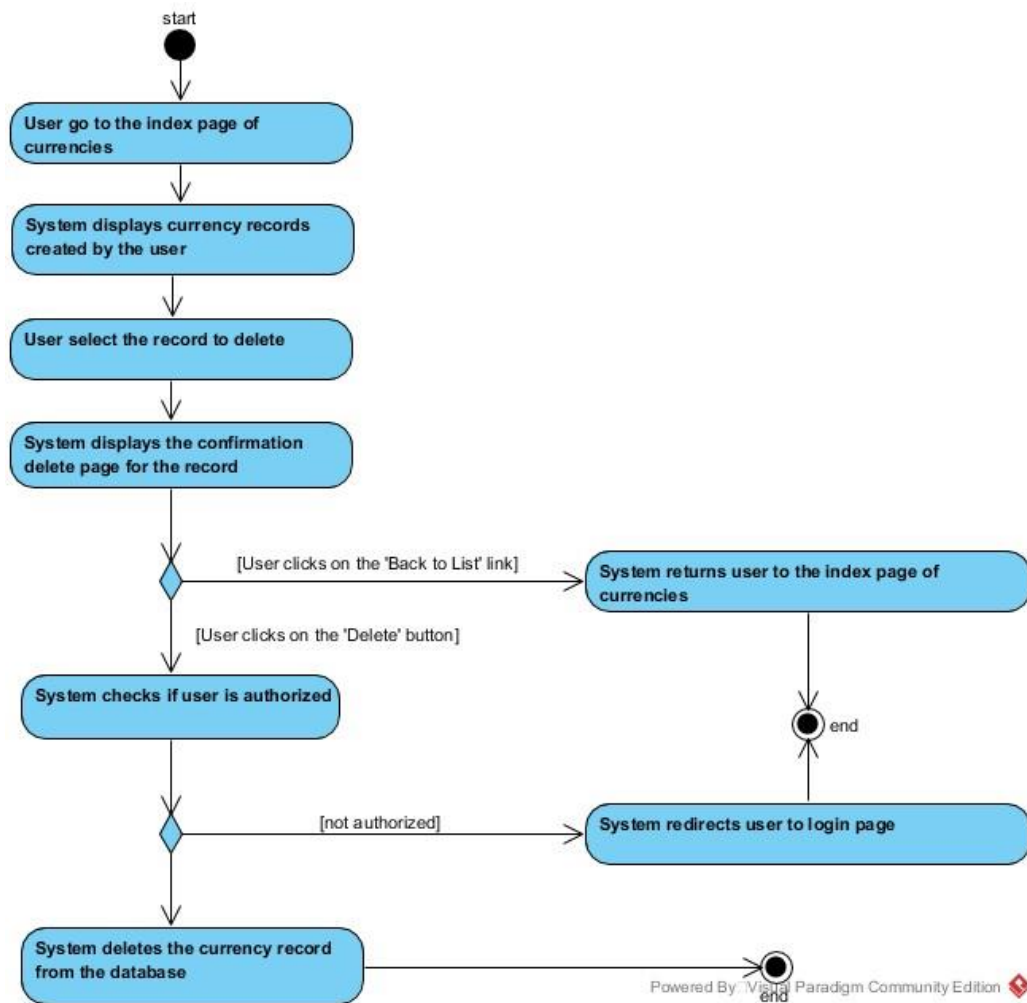 start
User go to the index page of
currencies
System displays currency records
created by the user
User select the record to delete
System displays the confirmation
delete page for the record
[User clicks on the 'Back to List' link]
System returns user to the index page of
currencies
[User clicks on the 'Delete' button]
System checks if user is authorized
end
[not authorized]
System redirects user to login page
System deletes the currency record
from the database
Powered By Visual Paradigm Community Edition
end